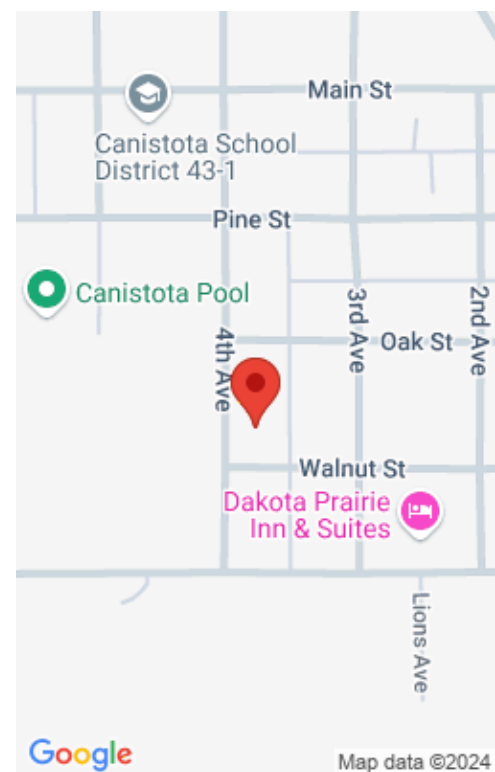 Main St
Canistota School
District 43-1
Pine St
Canistota Pool
4th Ave
3rd Ave
2nd Ave
Oak St
Walnut St
Dakota Prairie
Inn & Suites
Lions Ave
Google
Map data ©2024